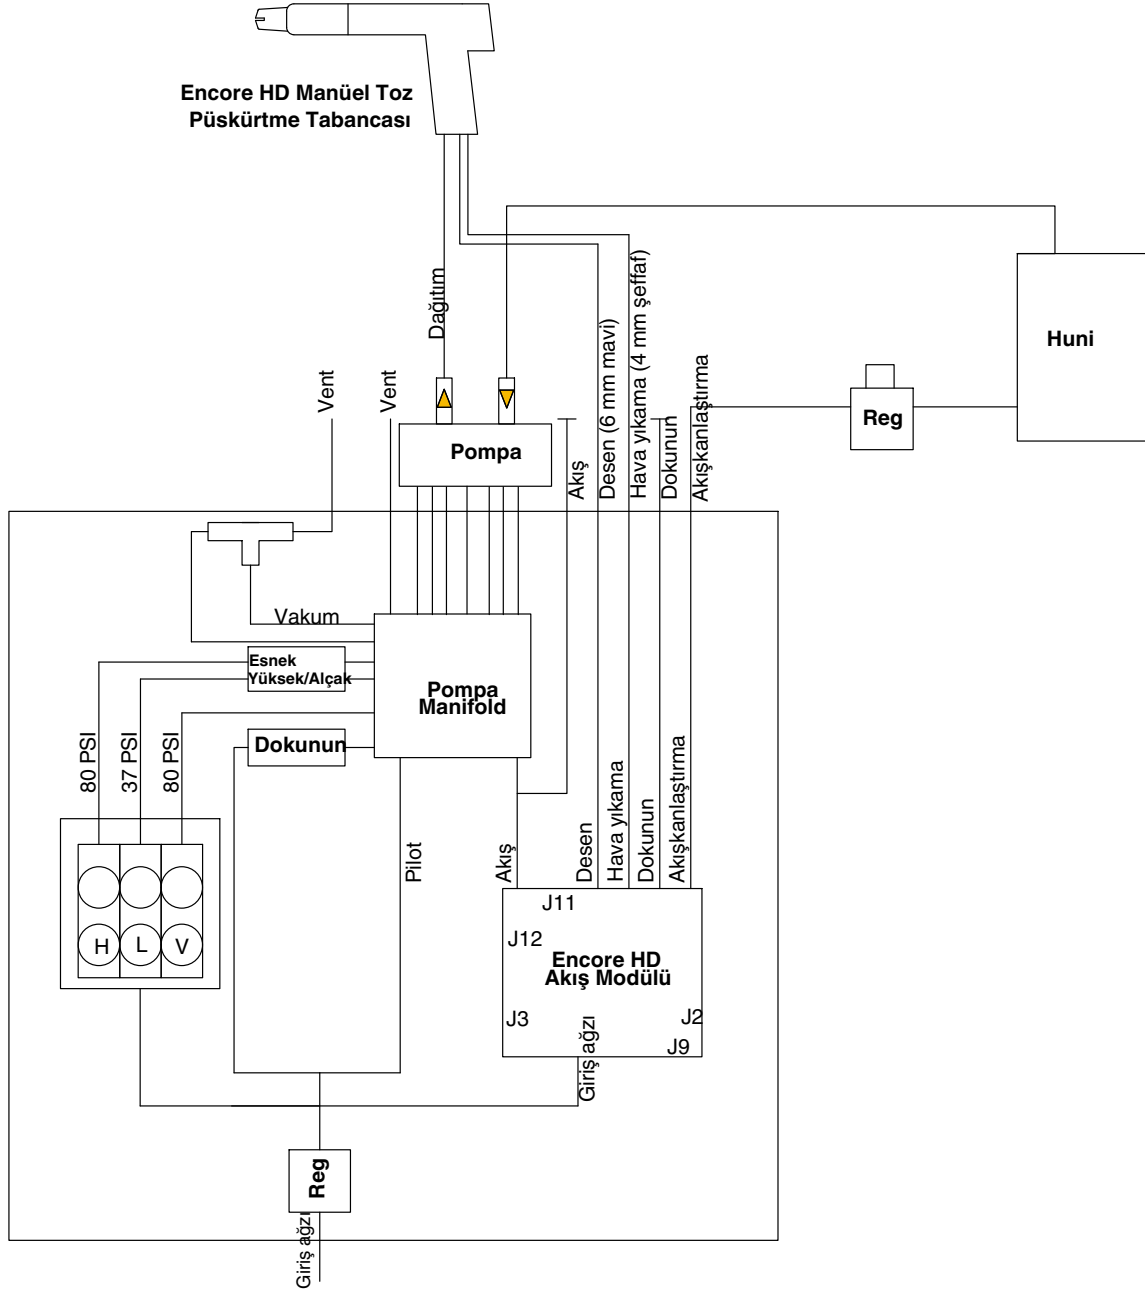 Encore HD Manüel Toz
Püskürtme Tabancası
Dağıtım
Vent
Vent
Pompa
Akış
Desen (6 mm mavi)
Hava yıkama (4 mm şeffaf)
Dokunun
Akışkanlaştırma
Reg
Huni
Vakum
Esnek
Yüksek/Alçak
Pompa
Manifold
Dokunun
80 PSI
37 PSI
80 PSI
Pilot
Akış
Desen
Hava yıkama
Dokunun
Akışkanlaştırma
H
L
V
J11
J12
Encore HD
Akış Modülü
J3
J2
J9
Giriş ağzı
Reg
Giriş ağzı